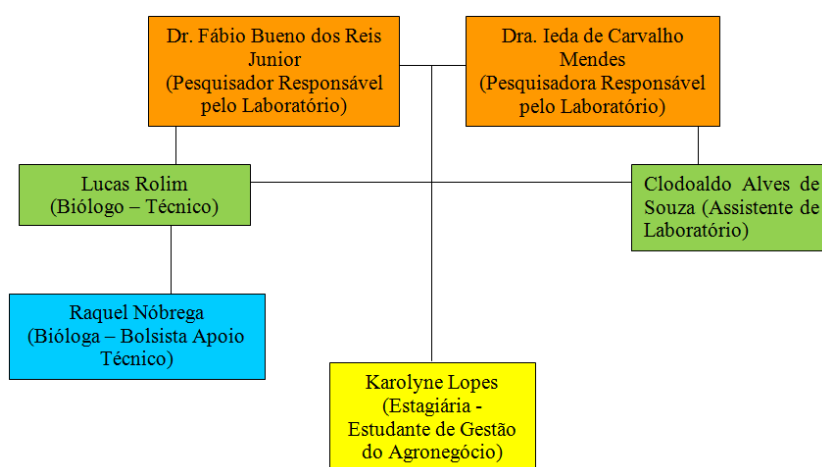 Dr. Fábio Bueno dos Reis
Junior
(Pesquisador Responsável
pelo Laboratório)
Dra. Ieda de Carvalho
Mendes
(Pesquisadora Responsável
pelo Laboratório)
Lucas Rolim
(Biólogo – Técnico)
Clodoaldo Alves de
Souza (Assistente de
Laboratório)
Raquel Nóbrega
(Bióloga – Bolsista Apoio
Técnico)
Karolyne Lopes
(Estagiária -
Estudante de Gestão
do Agronegócio)